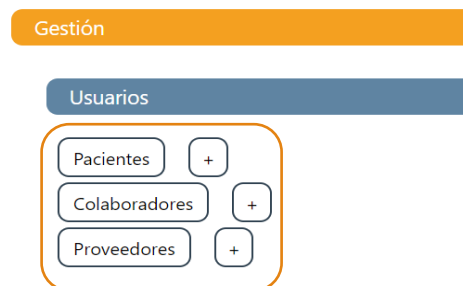 Gestión
Usuarios
Pacientes +
Colaboradores +
Proveedores +